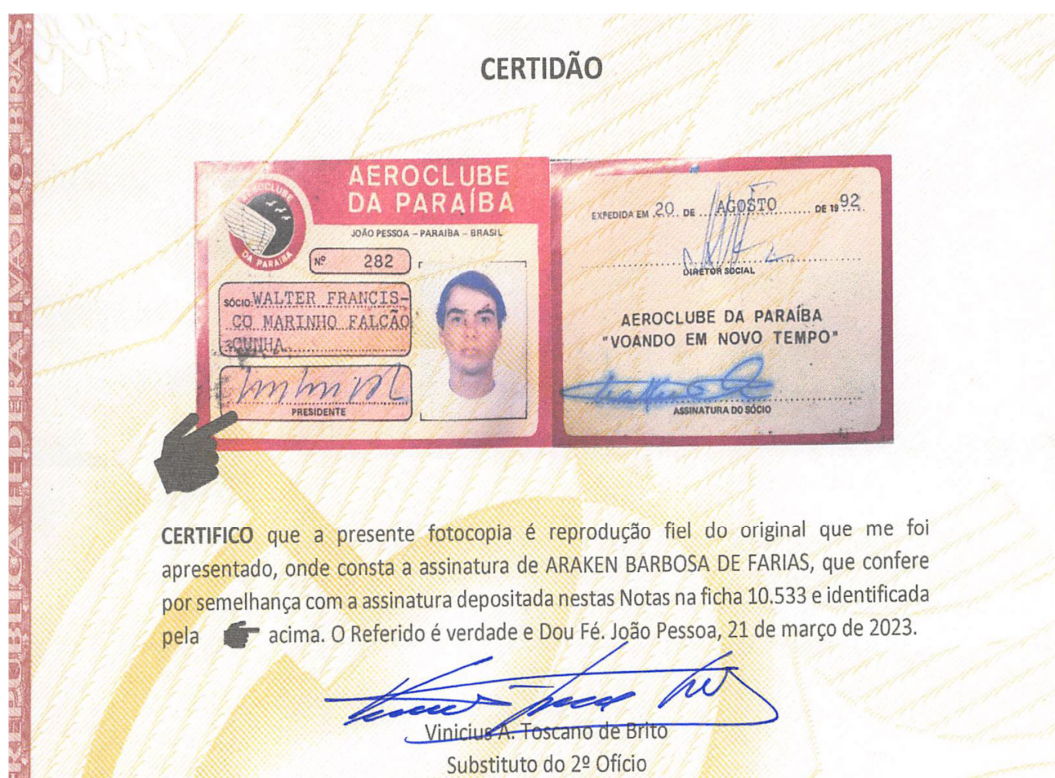 CERTIDÃO
AEROCLUBE
DA PARAÍBA
JOÃO PESSOA – PARAIBA – BRASIL
AEROCLUBE
DA PARAIBA
Nº 282
SÓCIO: WALTER FRANCIS-
CO MARINHO FALCÃO
CUNHA
PRESIDENTE
EXPEDIDA EM 20 DE AGOSTO DE 1992
DIRETOR SOCIAL
AEROCLUBE DA PARAÍBA
"VOANDO EM NOVO TEMPO"
ASSINATURA DO SÓCIO
CERTIFICO que a presente fotocopia é reprodução fiel do original que me foi
apresentado, onde consta a assinatura de ARAKEN BARBOSA DE FARIAS, que confere
por semelhança com a assinatura depositada nestas Notas na ficha 10.533 e identificada
pela acima. O Referido é verdade e Dou Fé. João Pessoa, 21 de março de 2023.
Vinicius A. Toscano de Brito
Substituto do 2º Ofício